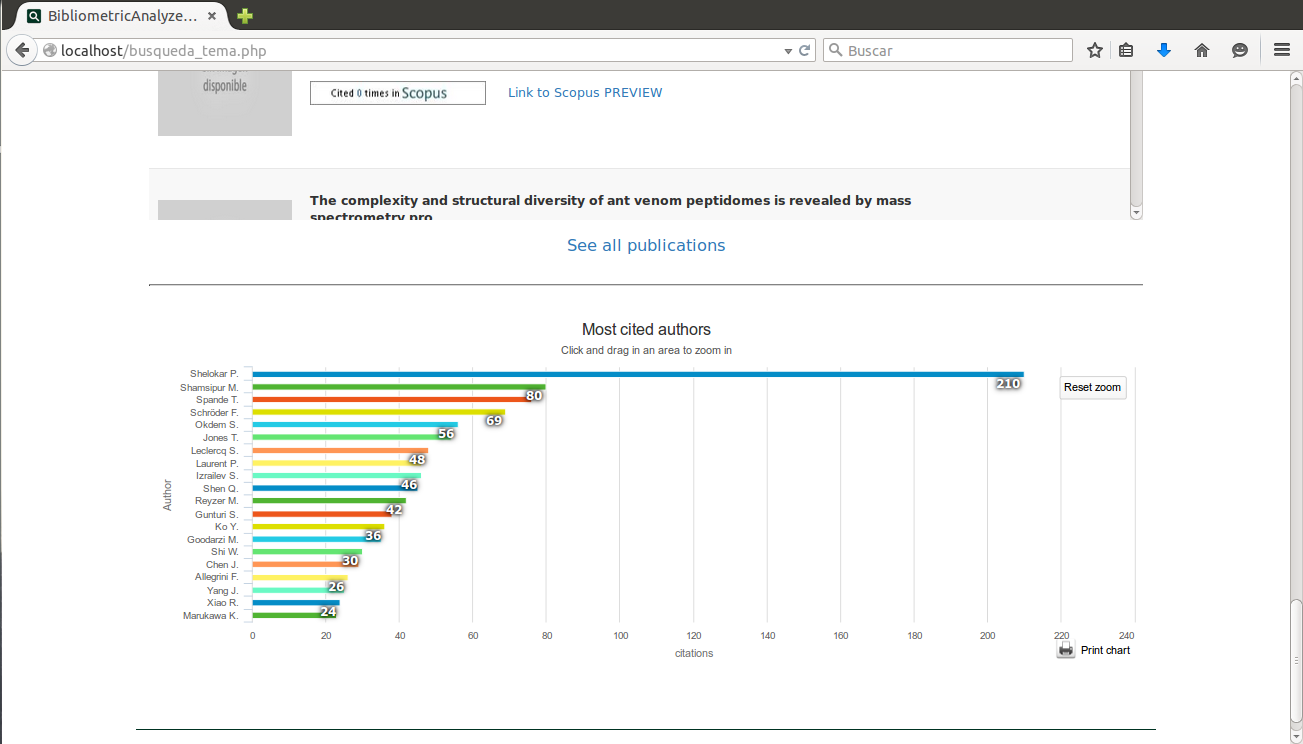 BibliometricAnalyze...
localhost/busqueda_tema.php
Buscar
disponible
Cited 0 times in Scopus
Link to Scopus PREVIEW
The complexity and structural diversity of ant venom peptidomes is revealed by mass
spectrometry pro
See all publications
Most cited authors
Click and drag in an area to zoom in
Reset zoom
Author
Shelokar P.
210
Shamsipur M.
80
Spande T.
Schröder F.
69
Okdem S.
56
Jones T.
Leclercq S.
48
Laurent P.
Izrailev S.
46
Shen Q.
Reyzer M.
42
Gunturi S.
Ko Y.
36
Goodarzi M.
Shi W.
30
Chen J.
Allegrini F.
26
Yang J.
Xiao R.
24
Marukawa K.
0 20 40 60 80 100 120 140 160 180 200 220 240
citations
Print chart